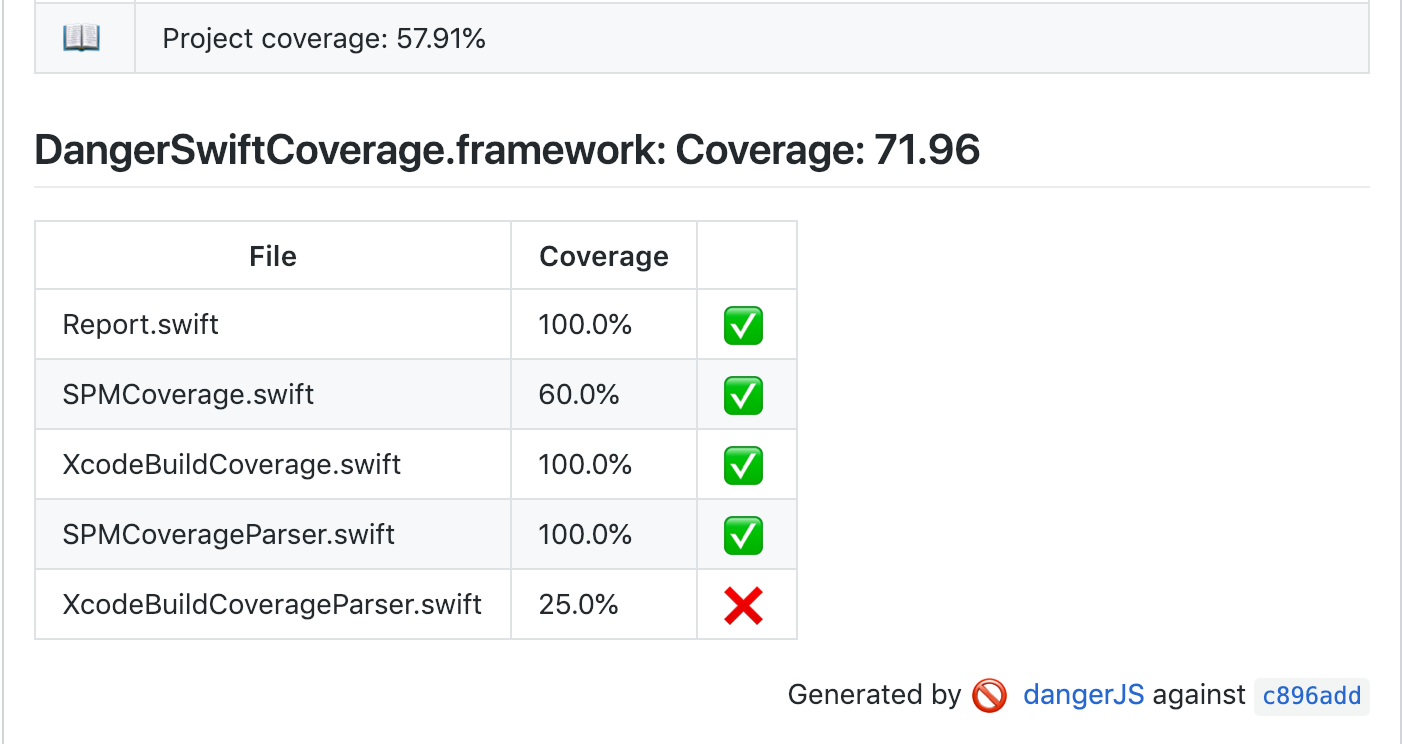 Project coverage: 57.91%
DangerSwiftCoverage.framework: Coverage: 71.96
File Coverage
Report.swift 100.0%
SPMCoverage.swift 60.0%
XcodeBuildCoverage.swift 100.0%
SPMCoverageParser.swift 100.0%
XcodeBuildCoverageParser.swift 25.0%
Generated by dangerJS against c896add